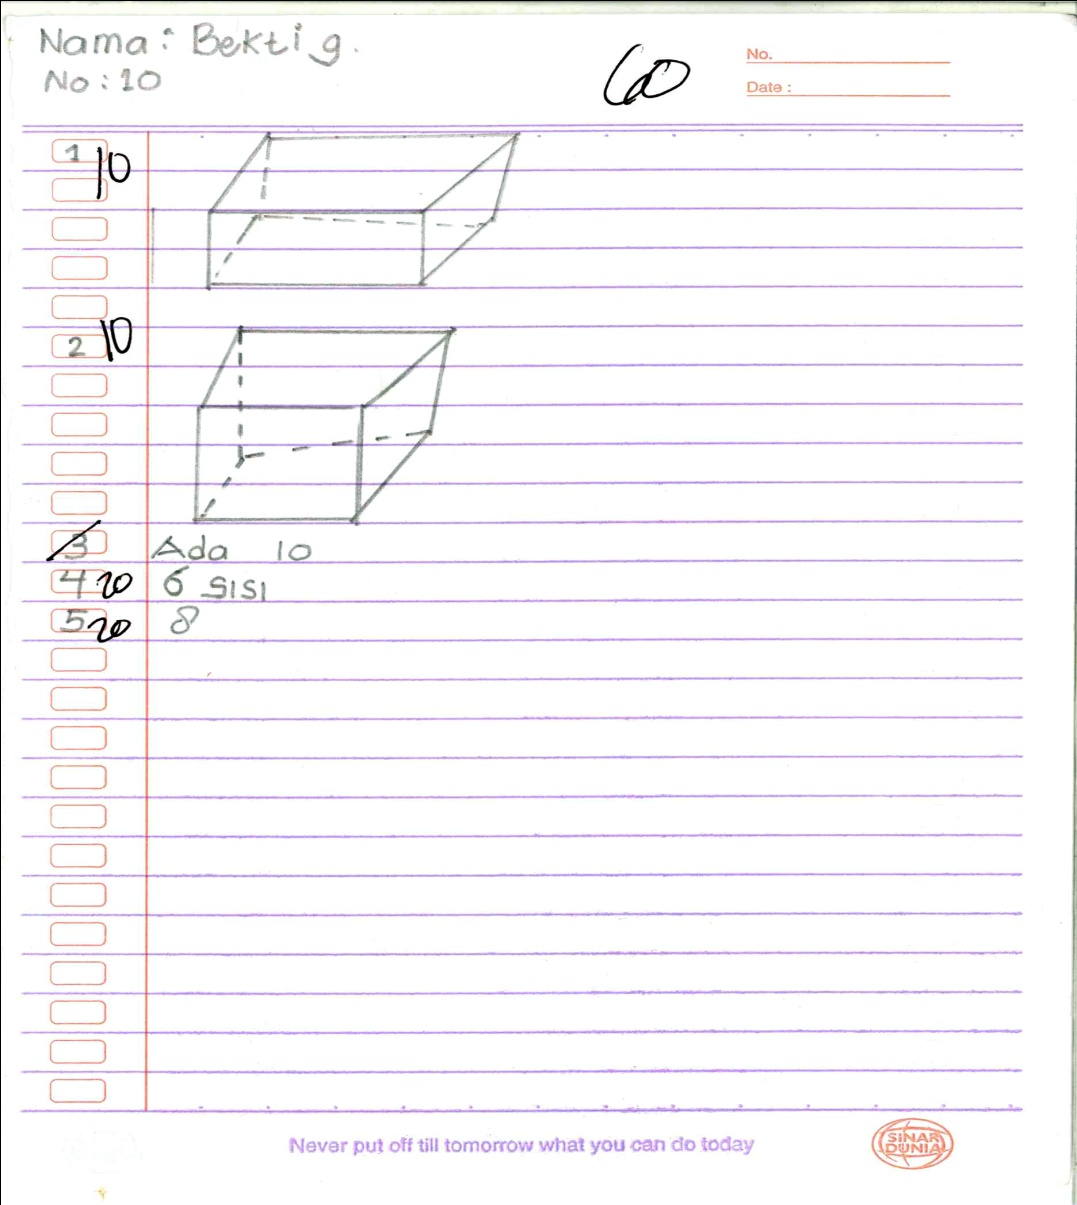 Nama : Bekti g.
No : 10
60
No.
Date :
1 10
2 10
3 Ada 10
4 20 6 sisi
5 20 8
Never put off till tomorrow what you can do today
SiNAR DUNIA